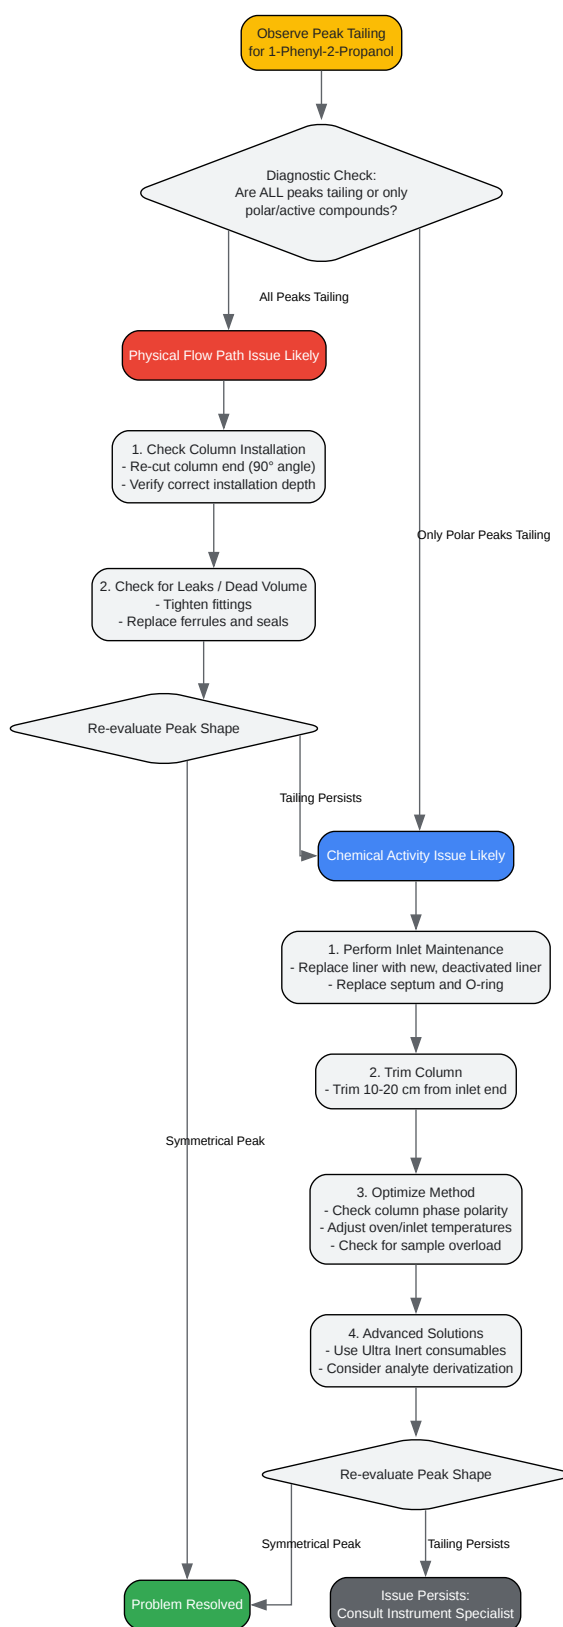 Observe Peak Tailing
for 1-Phenyl-2-Propanol
Diagnostic Check:
Are ALL peaks tailing or only
polar/active compounds?
All Peaks Tailing
Physical Flow Path Issue Likely
1. Check Column Installation
- Re-cut column end (90° angle)
- Verify correct installation depth
Only Polar Peaks Tailing
2. Check for Leaks / Dead Volume
- Tighten fittings
- Replace ferrules and seals
Re-evaluate Peak Shape
Tailing Persists
Chemical Activity Issue Likely
1. Perform Inlet Maintenance
- Replace liner with new, deactivated liner
- Replace septum and O-ring
2. Trim Column
- Trim 10-20 cm from inlet end
Symmetrical Peak
3. Optimize Method
- Check column phase polarity
- Adjust oven/inlet temperatures
- Check for sample overload
4. Advanced Solutions
- Use Ultra Inert consumables
- Consider analyte derivatization
Re-evaluate Peak Shape
Symmetrical Peak
Tailing Persists
Problem Resolved
Issue Persists:
Consult Instrument Specialist